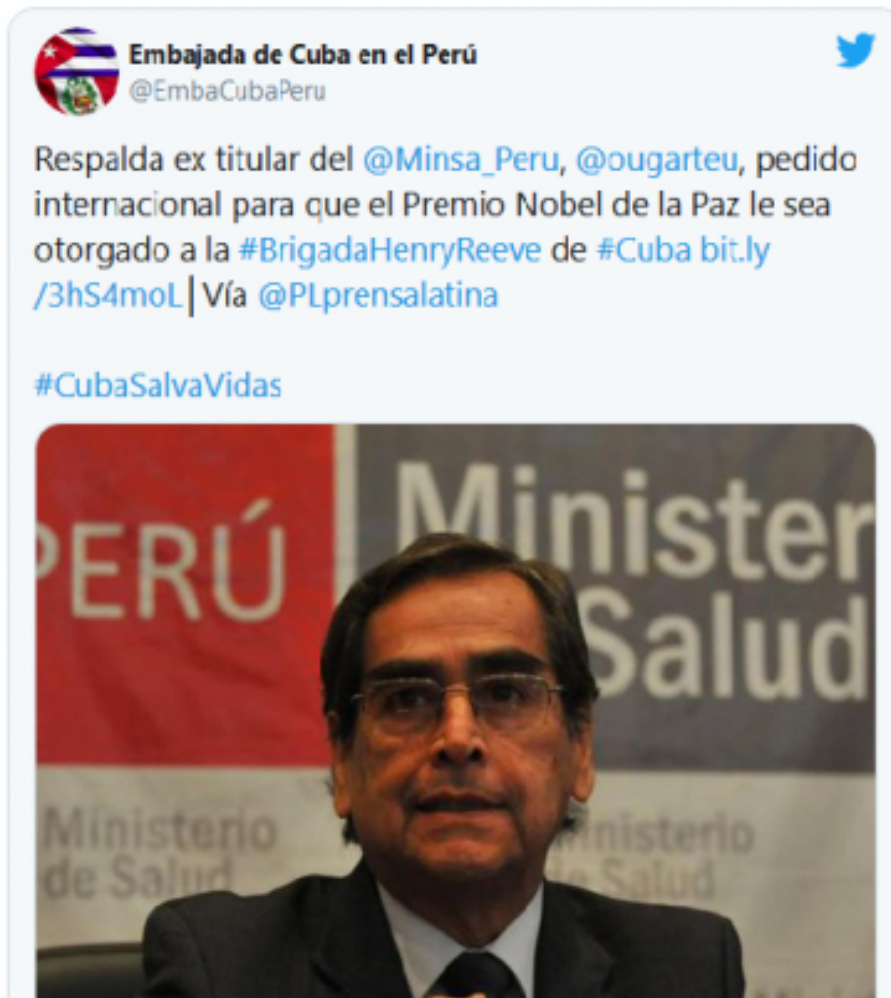 Embajada de Cuba en el Perú
@EmbaCubaPeru
Respalda ex titular del @Minsa_Peru, @ougarteu, pedido
internacional para que el Premio Nobel de la Paz le sea
otorgado a la #BrigadaHenryReeve de #Cuba bit.ly
/3hS4moL│Vía @PLprensalatina
#CubaSalvaVidas
PERÚ
Minister
Salud
Ministerio
de Salud
nisterio
de Salud